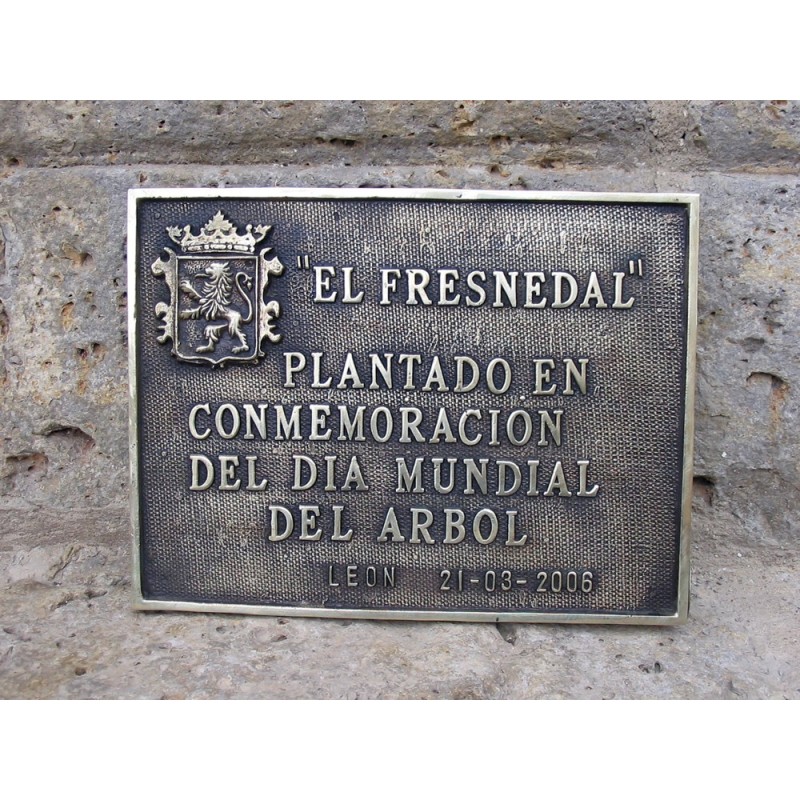 "EL FRESNEDAL"
PLANTADO EN
CONMEMORACION
DEL DIA MUNDIAL
DEL ARBOL
LEON 21-03-2006